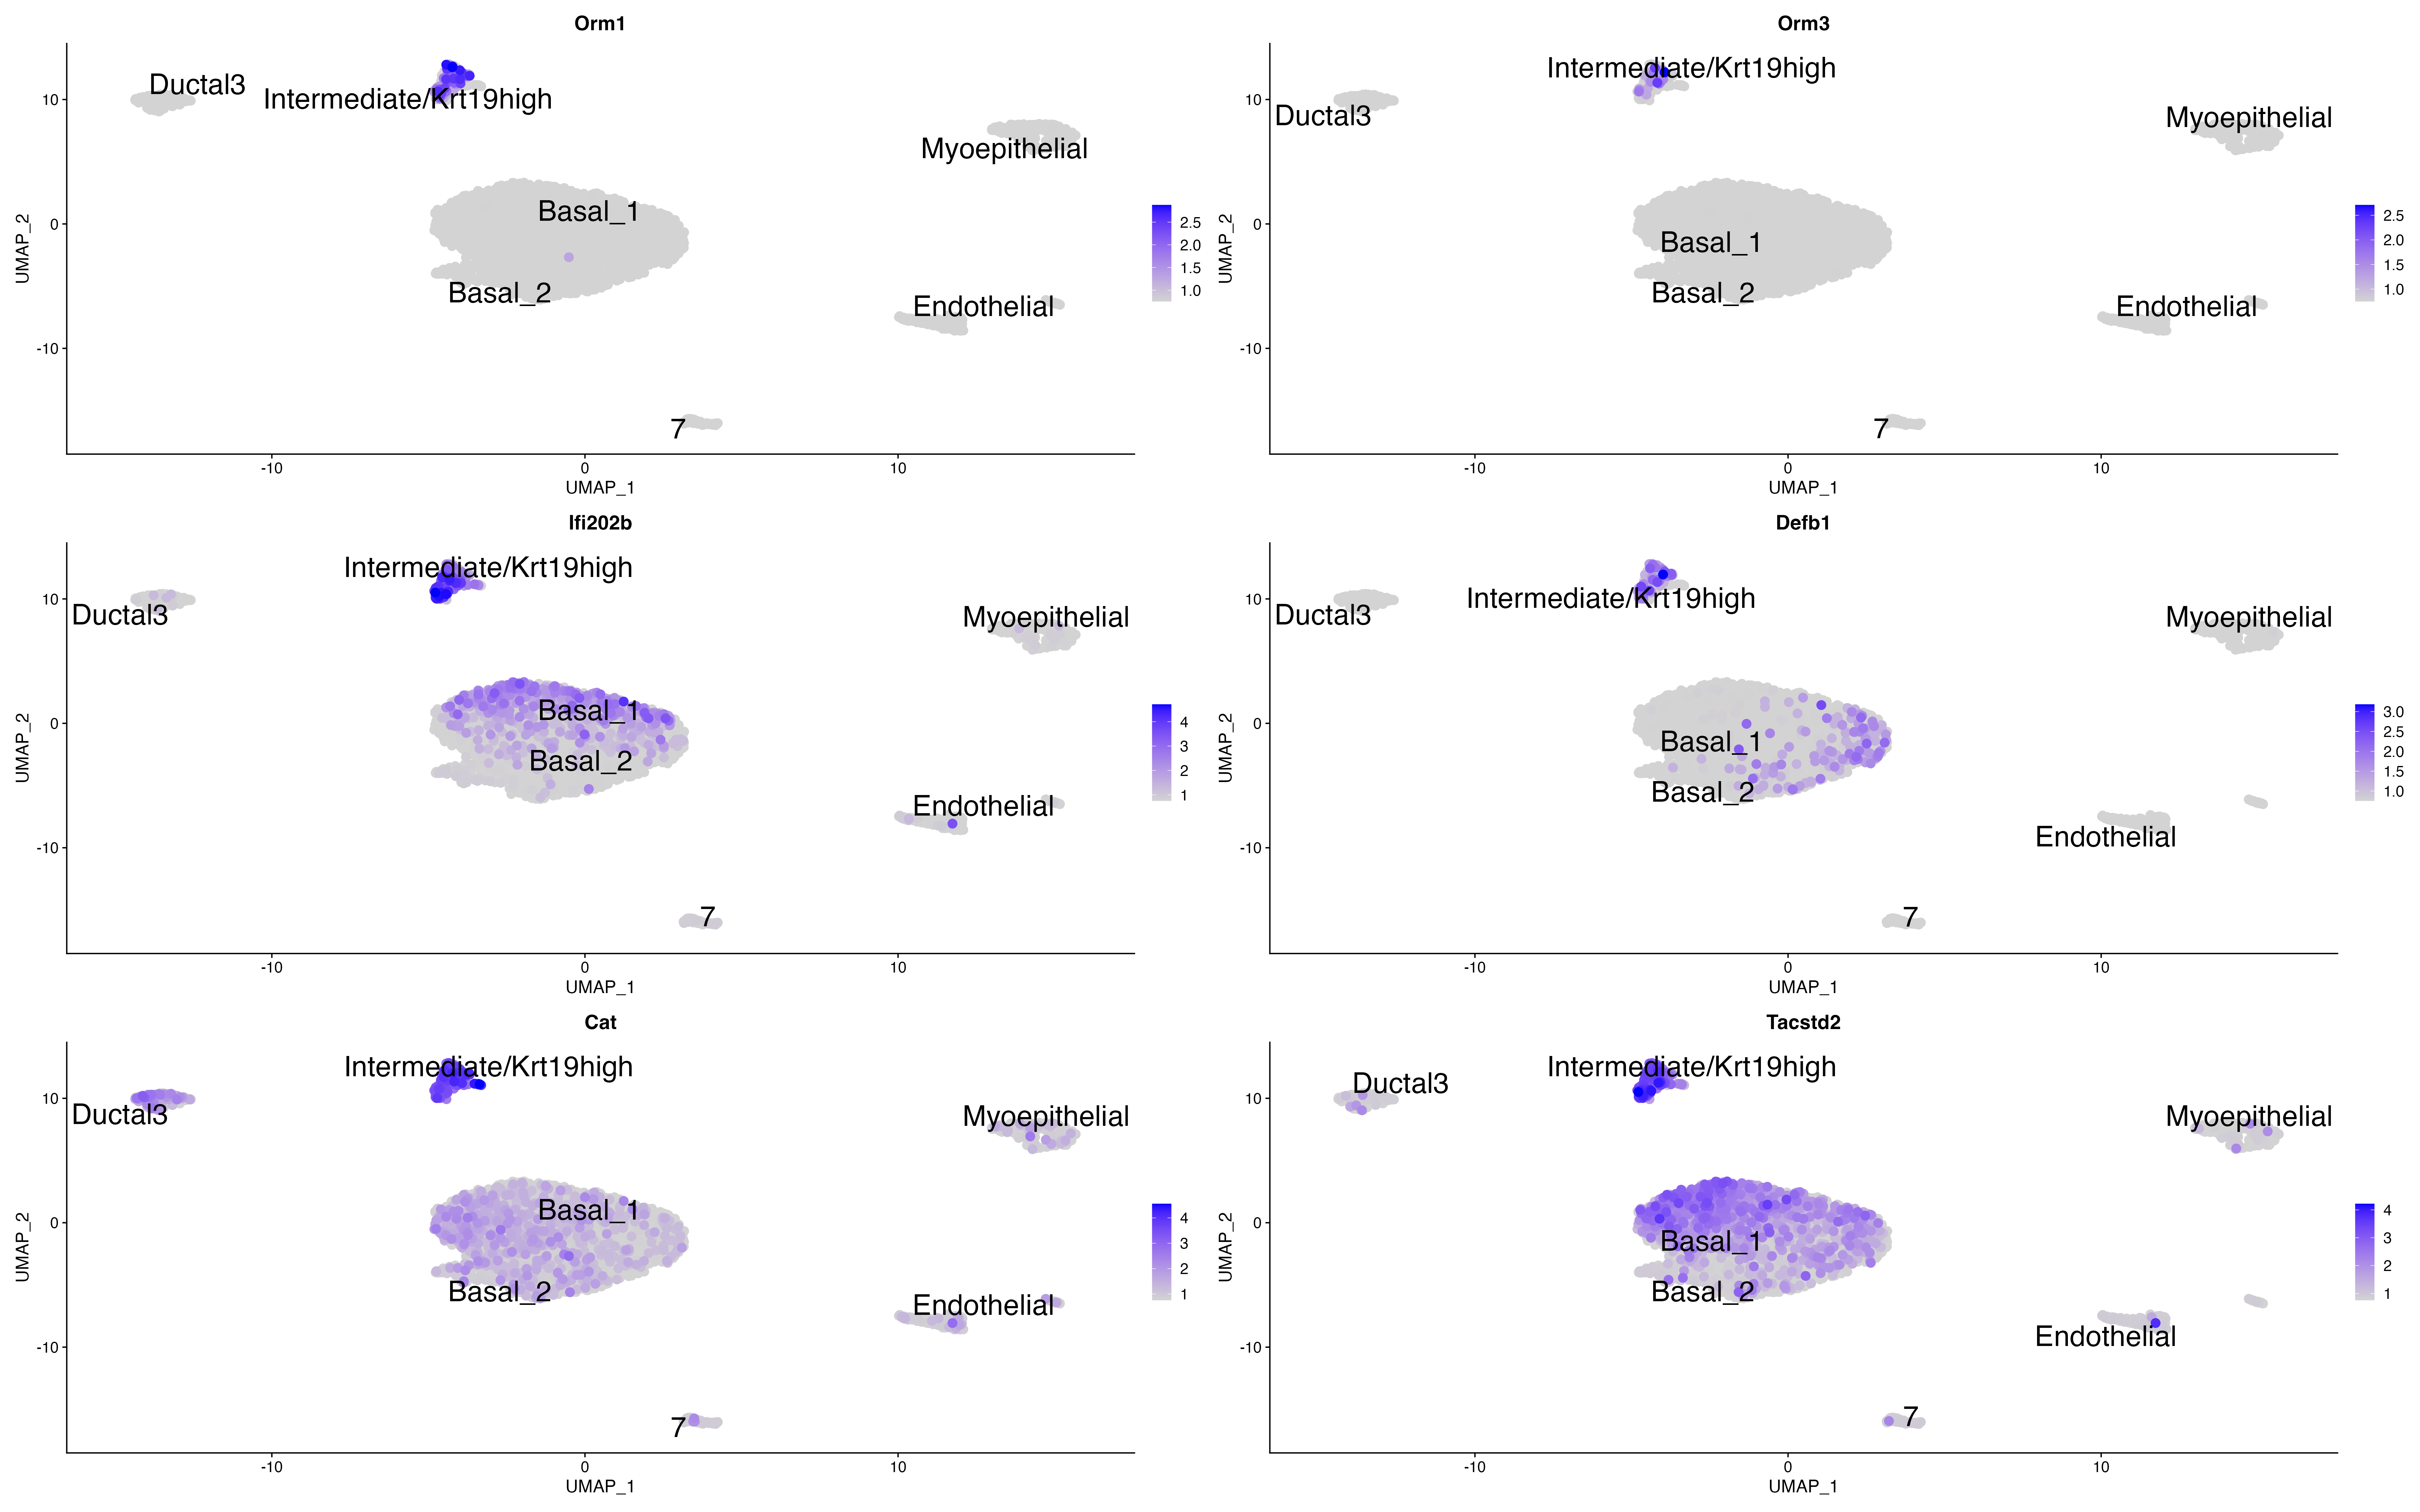 Orm1
Ductal3
Intermediate/Krt19high
Myoepithelial
Basal_1
Basal_2
Endothelial
7
10
0
-10
UMAP_2
-10
0
10
UMAP_1
2.5
2.0
1.5
1.0
Orm3
Intermediate/Krt19high
Ductal3
Myoepithelial
Basal_1
Basal_2
Endothelial
7
10
0
-10
UMAP_2
-10
0
10
UMAP_1
2.5
2.0
1.5
1.0
Ifi202b
Intermediate/Krt19high
Ductal3
Myoepithelial
Basal_1
Basal_2
Endothelial
7
10
0
-10
UMAP_2
-10
0
10
UMAP_1
4
3
2
1
Defb1
Intermediate/Krt19high
Ductal3
Myoepithelial
Basal_1
Basal_2
Endothelial
7
10
0
-10
UMAP_2
-10
0
10
UMAP_1
3.0
2.5
2.0
1.5
1.0
Cat
Intermediate/Krt19high
Ductal3
Myoepithelial
Basal_1
Basal_2
Endothelial
7
10
0
-10
UMAP_2
-10
0
10
UMAP_1
4
3
2
1
Tacstd2
Intermediate/Krt19high
Ductal3
Myoepithelial
Basal_1
Basal_2
Endothelial
7
10
0
-10
UMAP_2
-10
0
10
UMAP_1
4
3
2
1